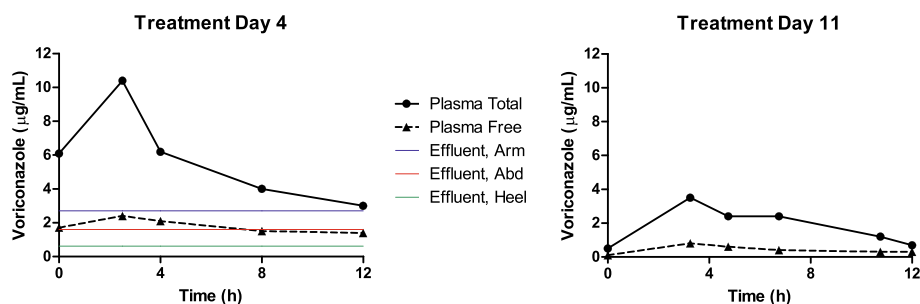 Treatment Day 4
Voriconazole (μg/mL)
12
10
8
6
4
2
0
0 4 8 12
Time (h)
Plasma Total
Plasma Free
Effluent, Arm
Effluent, Abd
Effluent, Heel
Treatment Day 11
Voriconazole (μg/mL)
12
10
8
6
4
2
0
0 4 8 12
Time (h)